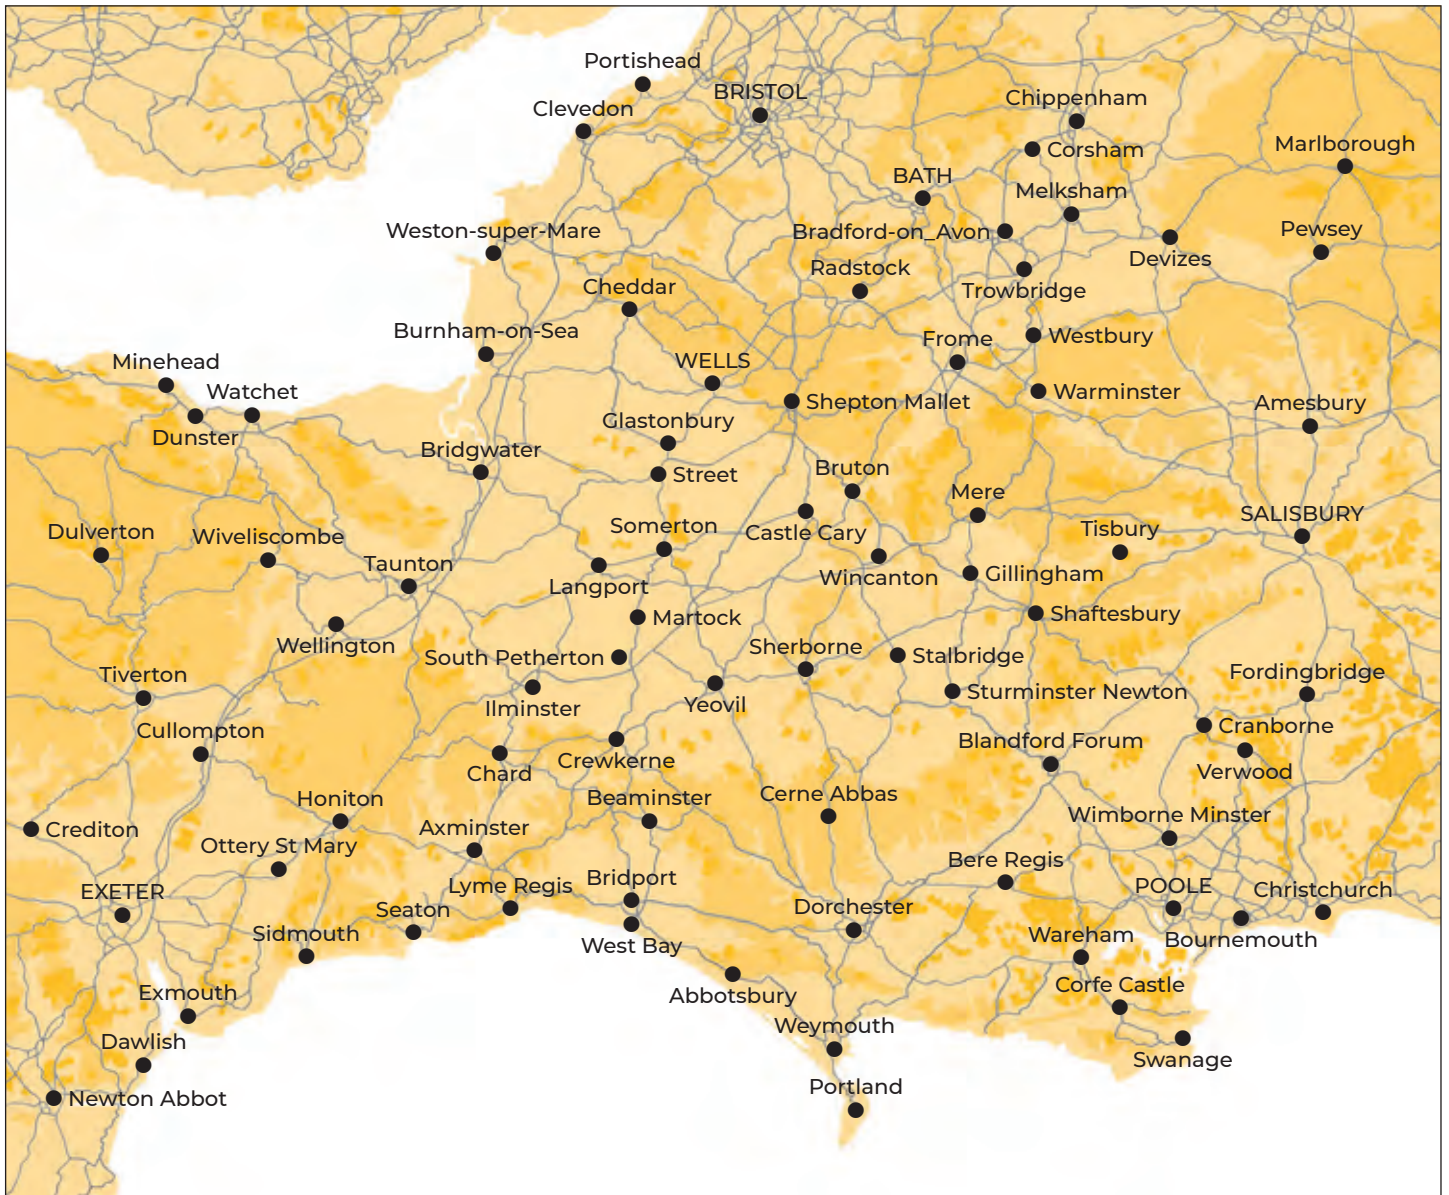 Portishead
BRISTOL
Chippenham
Clevedon
Corsham
Marlborough
BATH
Melksham
Weston-super-Mare
Bradford-on_Avon
Pewsey
Devizes
Radstock
Cheddar
Trowbridge
Burnham-on-Sea
Frome
Westbury
Minehead
WELLS
Watchet
Warminster
Shepton Mallet
Amesbury
Glastonbury
Dunster
Bridgwater
Street
Bruton
Mere
SALISBURY
Dulverton
Wiveliscombe
Somerton
Castle Cary
Tisbury
Taunton
Langport
Wincanton
Gillingham
Martock
Shaftesbury
Wellington
South Petherton
Sherborne
Stalbridge
Tiverton
Fordingbridge
Ilminster
Yeovil
Sturminster Newton
Cullompton
Cranborne
Blandford Forum
Chard
Crewkerne
Verwood
Honiton
Beaminster
Cerne Abbas
Wimborne Minster
Crediton
Axminster
Ottery St Mary
Bere Regis
EXETER
Lyme Regis
Bridport
POOLE
Christchurch
Seaton
Dorchester
Sidmouth
West Bay
Wareham
Bournemouth
Exmouth
Abbotsbury
Corfe Castle
Weymouth
Dawlish
Swanage
Portland
Newton Abbot